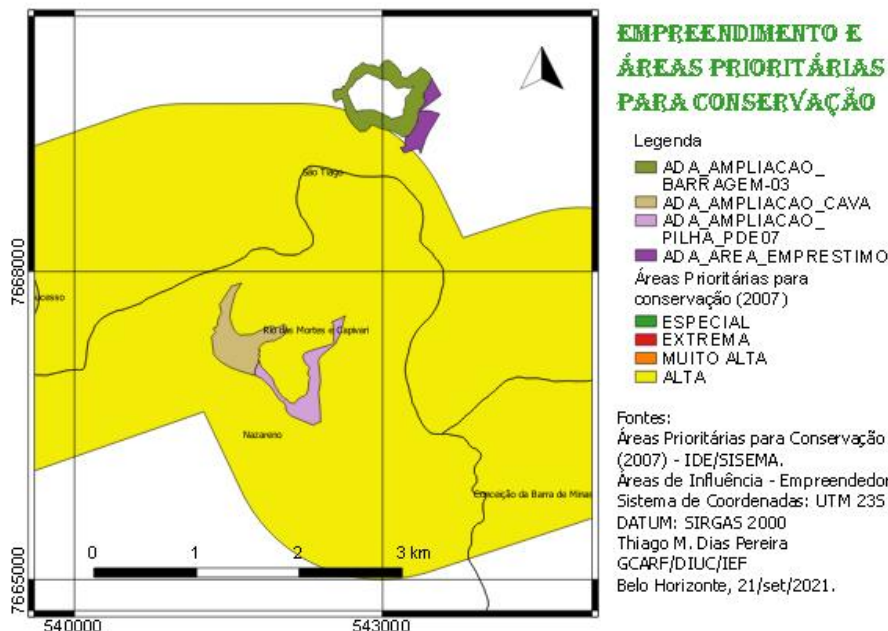 EMPREENDIMENTO E
ÁREAS PRIORITÁRIAS
PARA CONSERVAÇÃO
Legenda
ADA_AMPLIACAO_
BARRAGEM-03
ADA_AMPLIACAO_CAVA
ADA_AMPLIACAO_
PILHA_PDE07
ADA_AREA_EMPRESTIMO
Áreas Prioritárias para
conservação (2007)
ESPECIAL
EXTREMA
MUITO ALTA
ALTA
Fontes:
Áreas Prioritárias para Conservação
(2007) - IDE/SISEMA.
Áreas de Influência - Empreendedor
Sistema de Coordenadas: UTM 23S
DATUM: SIRGAS 2000
Thiago M. Dias Pereira
GCARF/DIUC/IEF
Belo Horizonte, 21/set/2021.
São Tiago
7668000
ucesso
Rio das Mortes e Capivari
Nazareno
Conceição da Barra de Minas
0 1 2 3 km
7665000
540000 543000